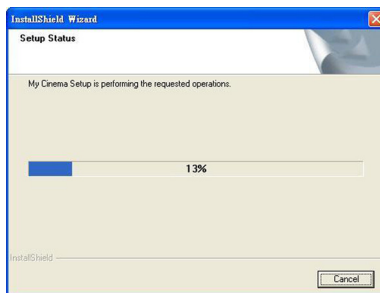 InstallShield Wizard
Setup Status
My Cinema Setup is performing the requested operations.
13%
InstallShield
Cancel